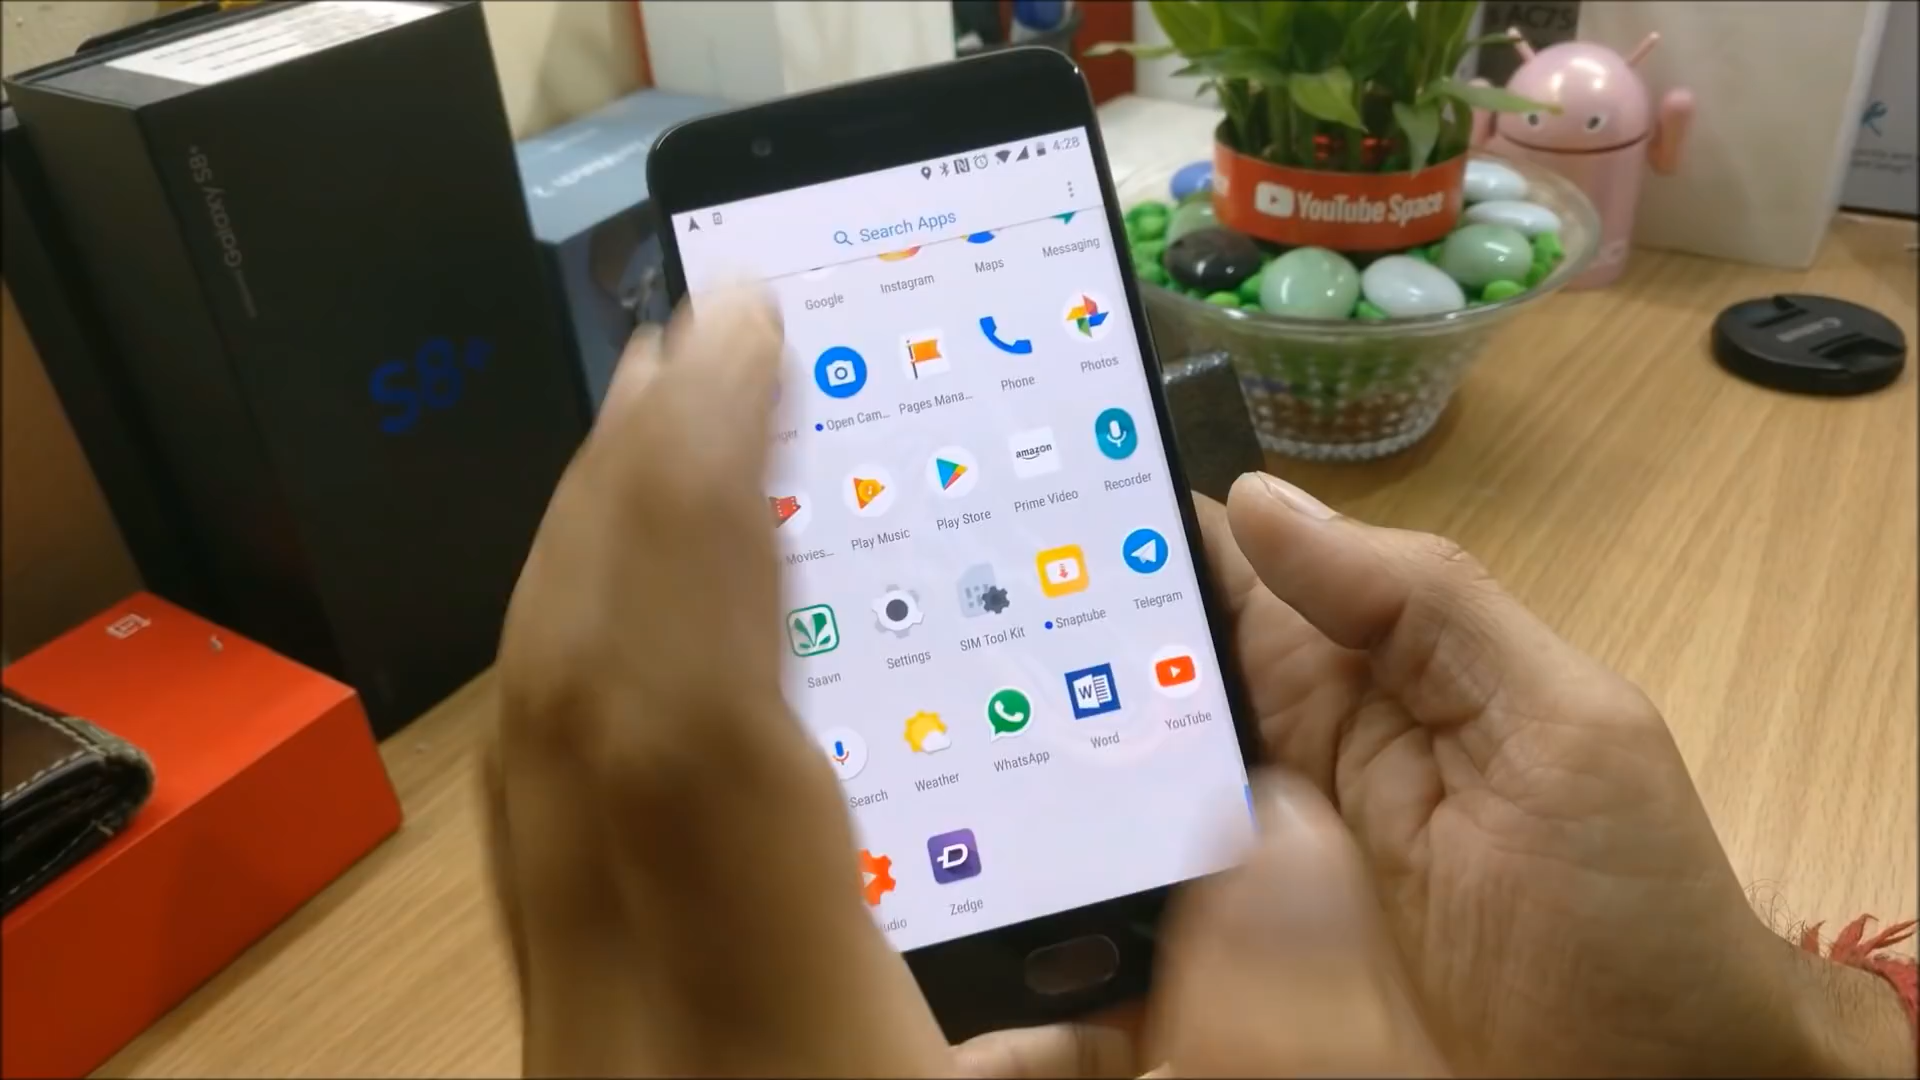 Galaxy S8+
S8+
4:28
Search Apps
Google
Instagram
Maps
Messaging
Open Cam...
Pages Mana...
Phone
Photos
Movies...
Play Music
Play Store
amazon
Prime Video
Recorder
Saavn
Settings
SIM Tool Kit
Snaptube
Telegram
Search
Weather
WhatsApp
W
Word
YouTube
Zedge
YouTube Space
AC75